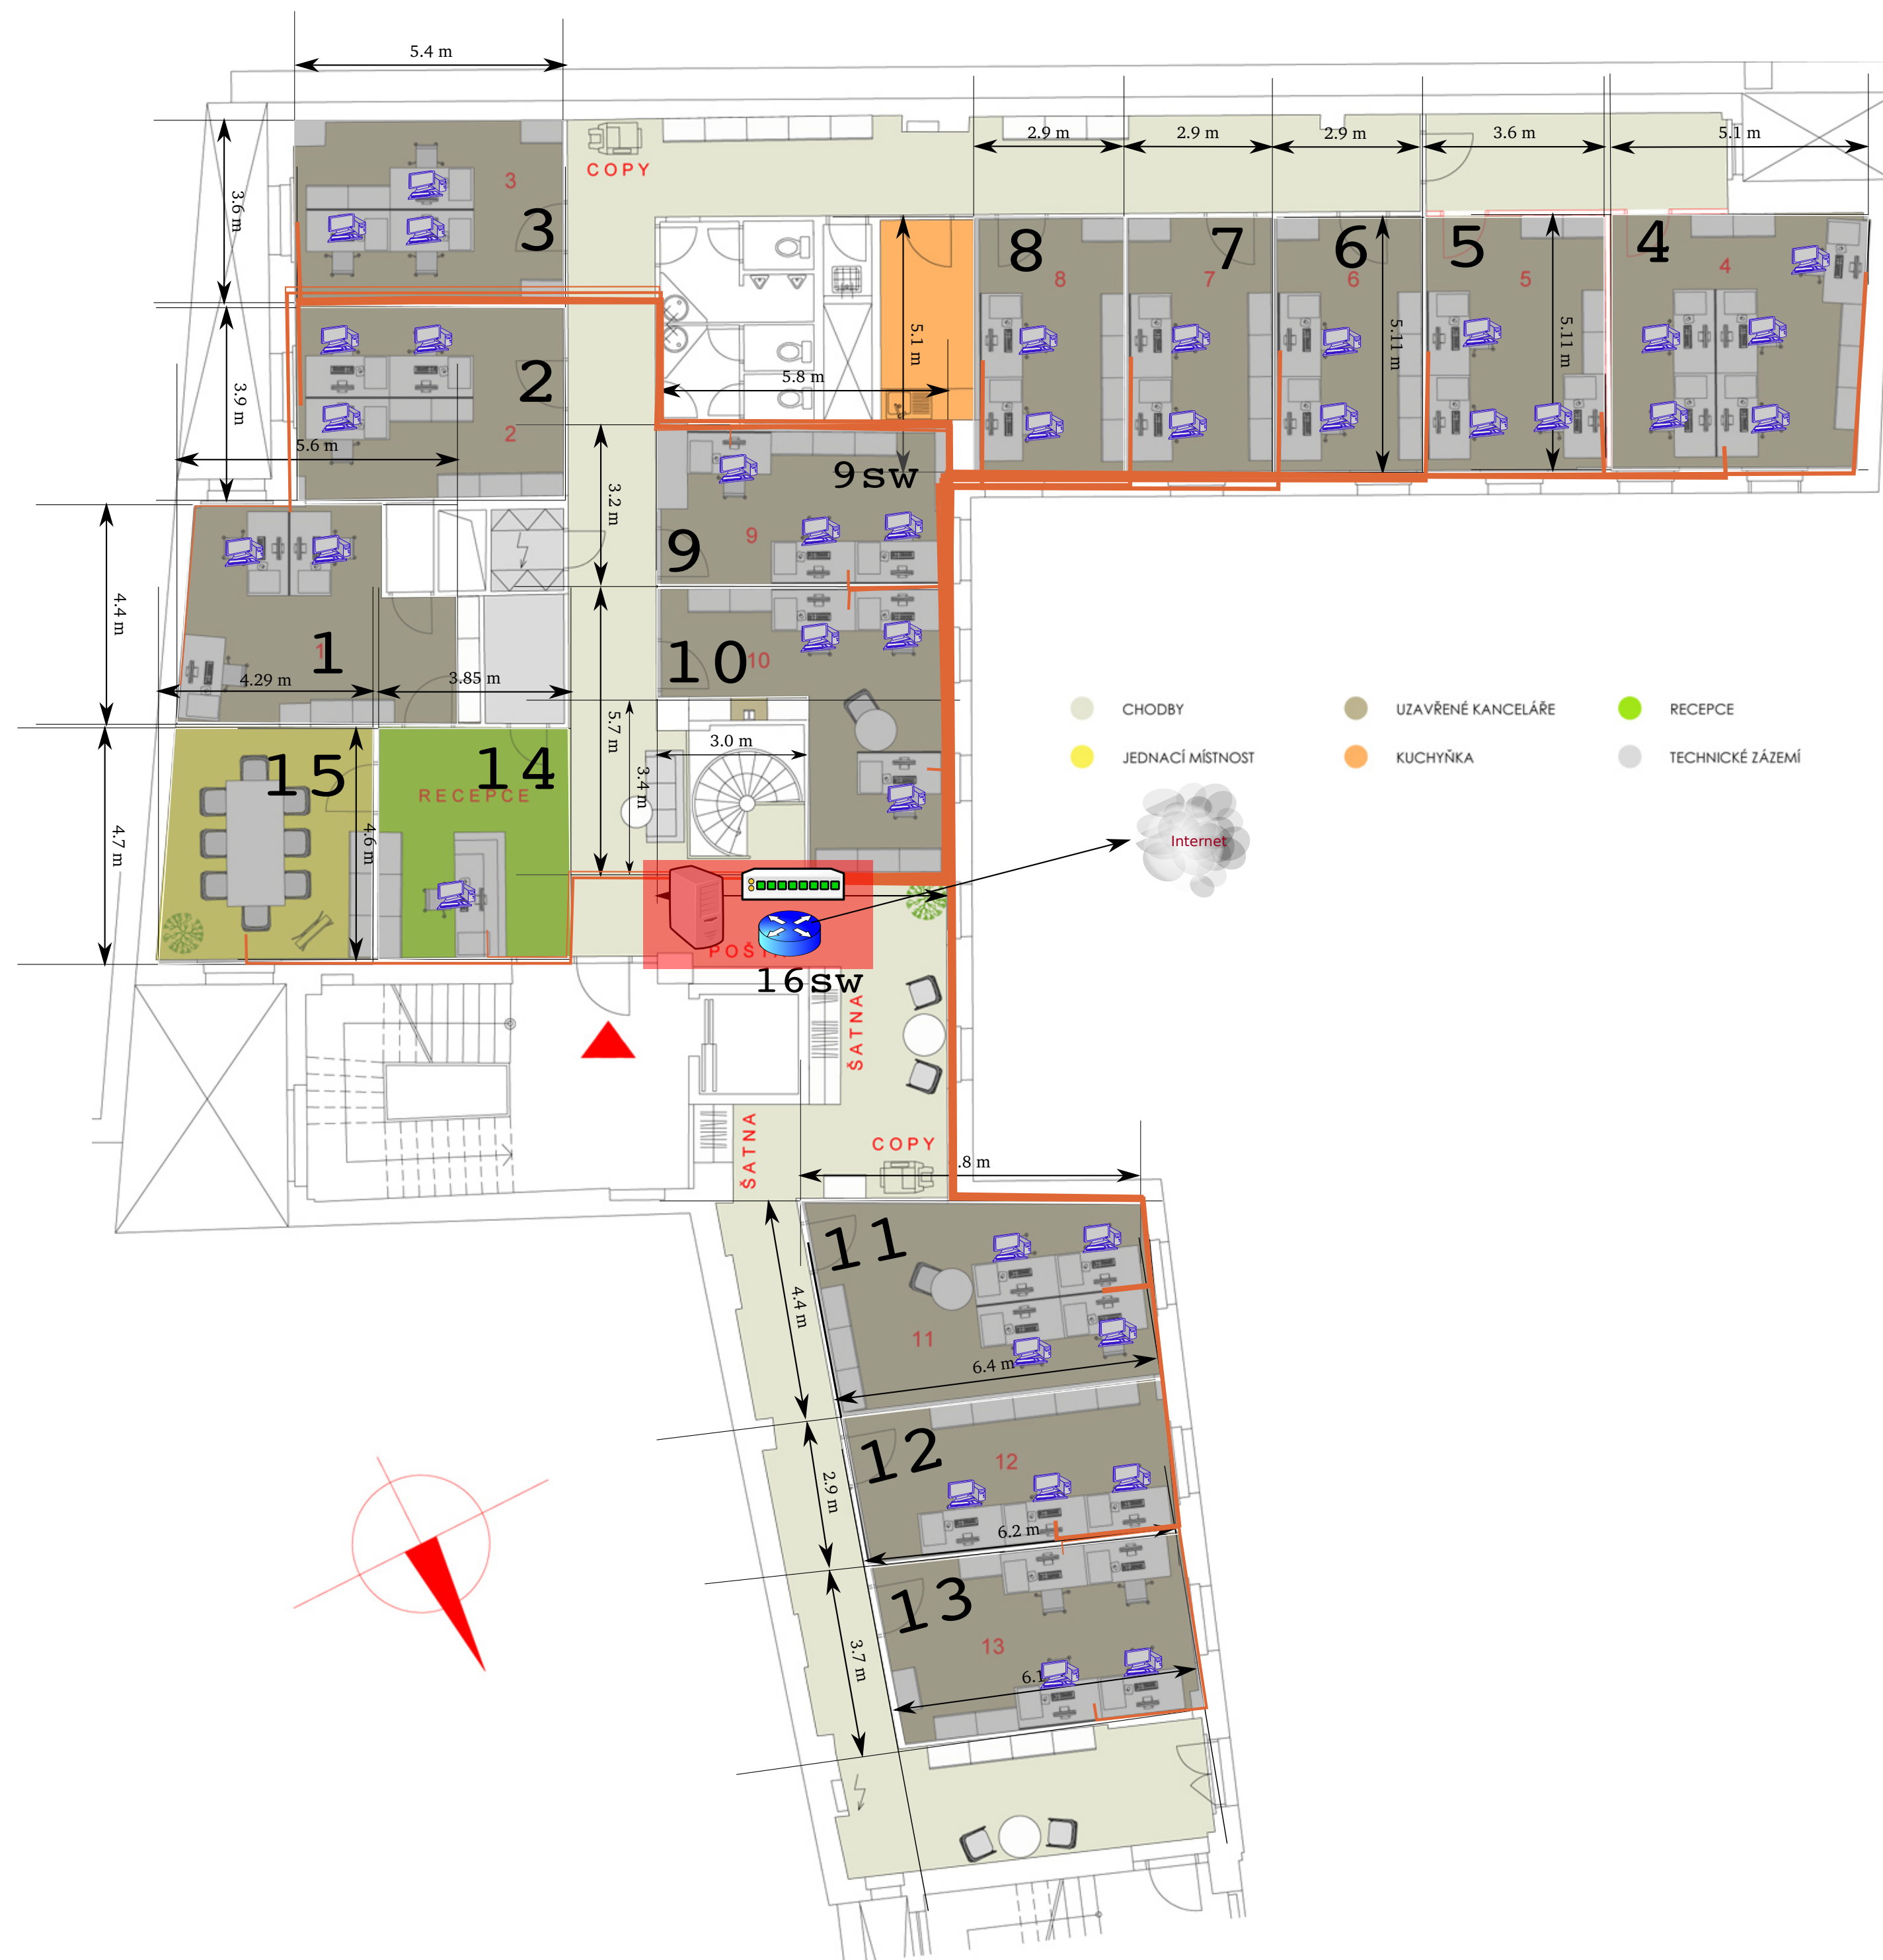 5.4 m
2.9 m
2.9 m
2.9 m
3.6 m
5.1 m
COPY
3.6 m
3
3
8
8
7
7
6
6
5
5
4
4
5.1 m
5.11 m
5.11 m
5.8 m
2
2
3.9 m
5.6 m
9sw
3.2 m
9
9
4.4 m
1
1
10
10
4.29 m
3.85 m
5.7 m
3.0 m
3.4 m
CHODBY
UZAVŘENÉ KANCELÁŘE
RECEPCE
JEDNACÍ MÍSTNOST
KUCHYŇKA
TECHNICKÉ ZÁZEMÍ
15
14
RECEPCE
4.7 m
4.6 m
Internet
16sw
ŠATNA
ŠATNA
COPY
.8 m
11
11
4.4 m
6.4 m
12
12
2.9 m
6.2 m
13
13
3.7 m
6.1